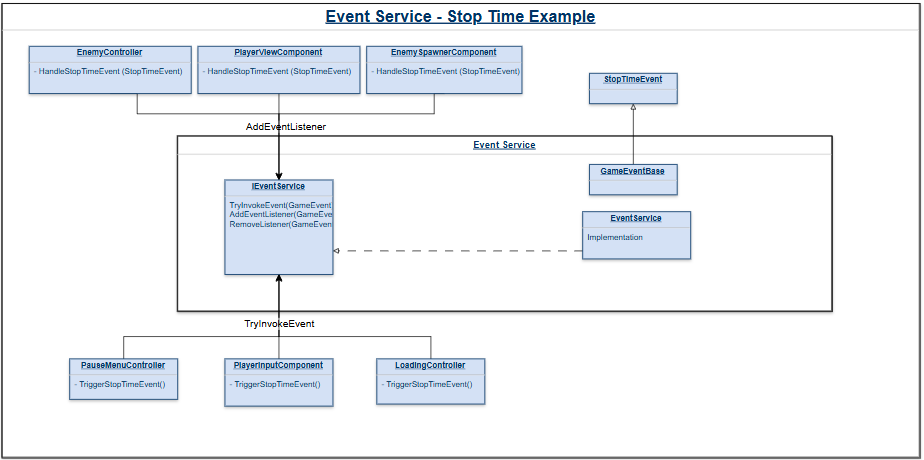 Event Service - Stop Time Example
EnemyController
- HandleStopTimeEvent (StopTimeEvent)
PlayerViewComponent
- HandleStopTimeEvent (StopTimeEvent)
EnemySpawnerComponent
- HandleStopTimeEvent (StopTimeEvent)
StopTimeEvent
AddEventListener
Event Service
IEventService
TryInvokeEvent(GameEvent
AddEventListener(GameEve
RemoveListener(GameEven
GameEventBase
EventService
Implementation
TryInvokeEvent
PauseMenuController
- TriggerStopTimeEvent()
PlayerInputComponent
- TriggerStopTimeEvent()
LoadingController
- TriggerStopTimeEvent()